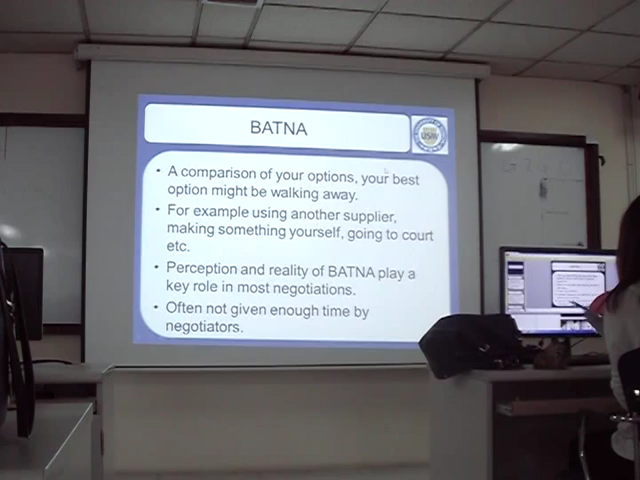 BATNA
• A comparison of your options, your best
option might be walking away.
• For example using another supplier,
making something yourself, going to court
etc.
• Perception and reality of BATNA play a
key role in most negotiations.
• Often not given enough time by
negotiators.